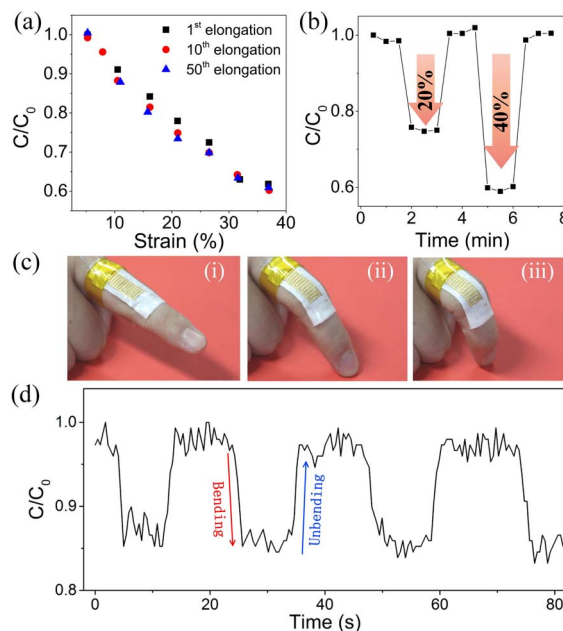 (a)
1.0
0.9
0.8
0.7
0.6
C/C₀
1ˢᵗ elongation
10ᵗʰ elongation
50ᵗʰ elongation
0 10 20 30 40
Strain (%)
(b)
1.0
0.8
0.6
C/C₀
20%
40%
0 2 4 6 8
Time (min)
(c)
(i)
(ii)
(iii)
(d)
1.0
0.9
0.8
C/C₀
Bending
Unbending
0 20 40 60 80
Time (s)